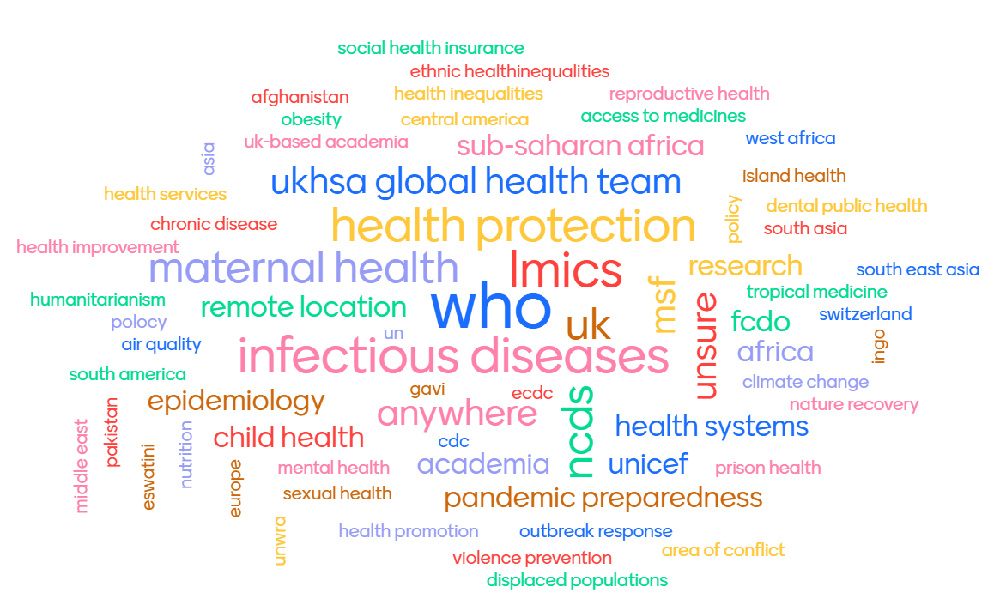 social health insurance
ethnic healthinequalities
afghanistan
health inequalities
reproductive health
obesity
central america
access to medicines
uk-based academia
sub-saharan africa
west africa
asia
ukhsa global health team
island health
health services
policy
dental public health
chronic disease
health protection
south asia
health improvement
maternal health
lmics
research
south east asia
humanitarianism
remote location
who
msf
tropical medicine
polocy
un
uk
unsure
fcdo
switzerland
air quality
infectious diseases
africa
ingo
south america
climate change
epidemiology
gavi
ecdc
nature recovery
anywhere
ncds
health systems
middle east
pakistan
eswatini
nutrition
child health
cdc
europe
mental health
academia
unicef
prison health
sexual health
pandemic preparedness
unwra
health promotion
outbreak response
violence prevention
area of conflict
displaced populations